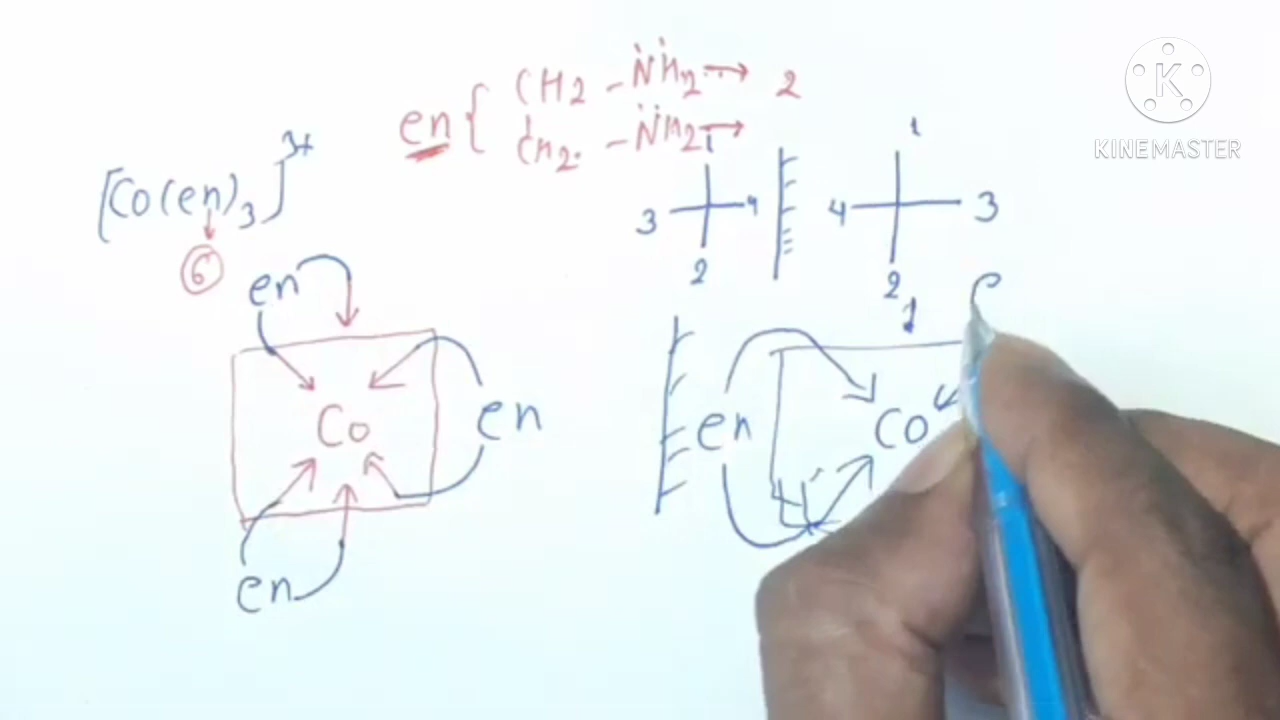 en { CH2 - NH2 → 2
CH2 - NH2 →
[Co(en)3]3+
6
1
3 4
2
1
4 3
2
1
en
Co
en
en
en
Co
K
KINEMASTER